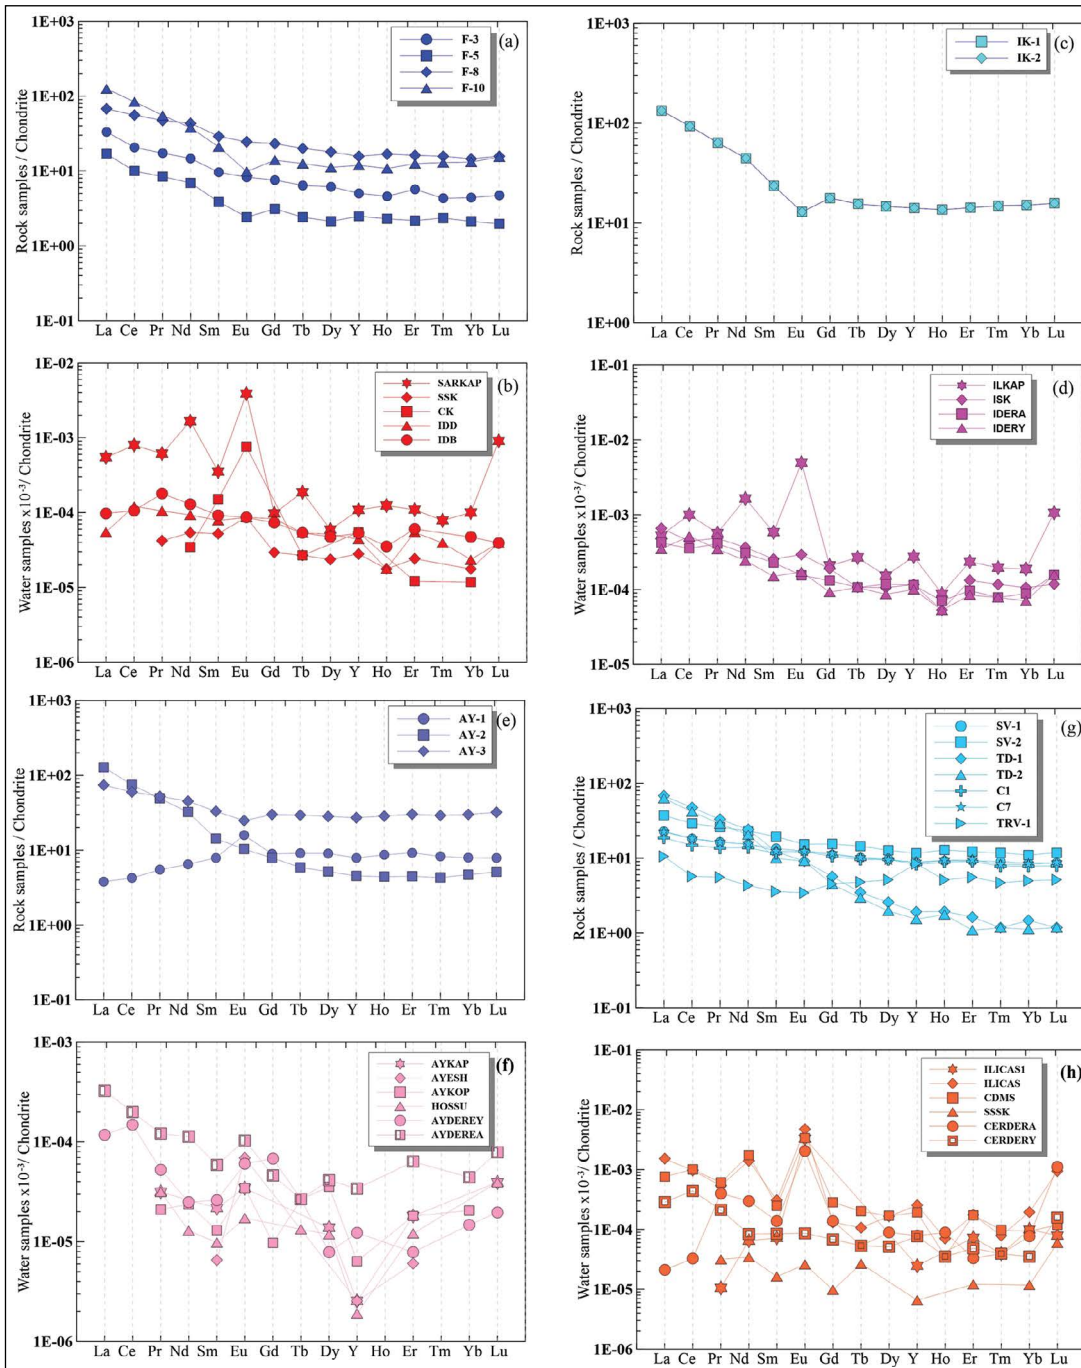 (a)
F-3
F-5
F-8
F-10
1E+03
1E+02
1E+01
1E+00
1E-01
Rock samples / Chondrite
La Ce Pr Nd Sm Eu Gd Tb Dy Y Ho Er Tm Yb Lu
(c)
IK-1
IK-2
1E+03
1E+02
1E+01
1E+00
Rock samples / Chondrite
La Ce Pr Nd Sm Eu Gd Tb Dy Y Ho Er Tm Yb Lu
(b)
SARKAP
SSK
CK
IDD
IDB
1E-02
1E-03
1E-04
1E-05
1E-06
Water samples x10⁻³/ Chondrite
La Ce Pr Nd Sm Eu Gd Tb Dy Y Ho Er Tm Yb Lu
(d)
ILKAP
ISK
IDERA
IDERY
1E-01
1E-02
1E-03
1E-04
1E-05
Water samples x10⁻³/ Chondrite
La Ce Pr Nd Sm Eu Gd Tb Dy Y Ho Er Tm Yb Lu
(e)
AY-1
AY-2
AY-3
1E+03
1E+02
1E+01
1E+00
1E-01
Rock samples / Chondrite
La Ce Pr Nd Sm Eu Gd Tb Dy Y Ho Er Tm Yb Lu
(g)
SV-1
SV-2
TD-1
TD-2
C1
C7
TRV-1
1E+03
1E+02
1E+01
1E+00
1E-01
Rock samples / Chondrite
La Ce Pr Nd Sm Eu Gd Tb Dy Y Ho Er Tm Yb Lu
(f)
AYKAP
AYESH
AYKOP
HOSSU
AYDEREY
AYDEREA
1E-03
1E-04
1E-05
1E-06
Water samples x10⁻³/ Chondrite
La Ce Pr Nd Sm Eu Gd Tb Dy Y Ho Er Tm Yb Lu
(h)
ILICAS1
ILICAS
CDMS
SSSK
CERDERA
CERDERY
1E-01
1E-02
1E-03
1E-04
1E-05
1E-06
Water samples x10⁻³/ Chondrite
La Ce Pr Nd Sm Eu Gd Tb Dy Y Ho Er Tm Yb Lu